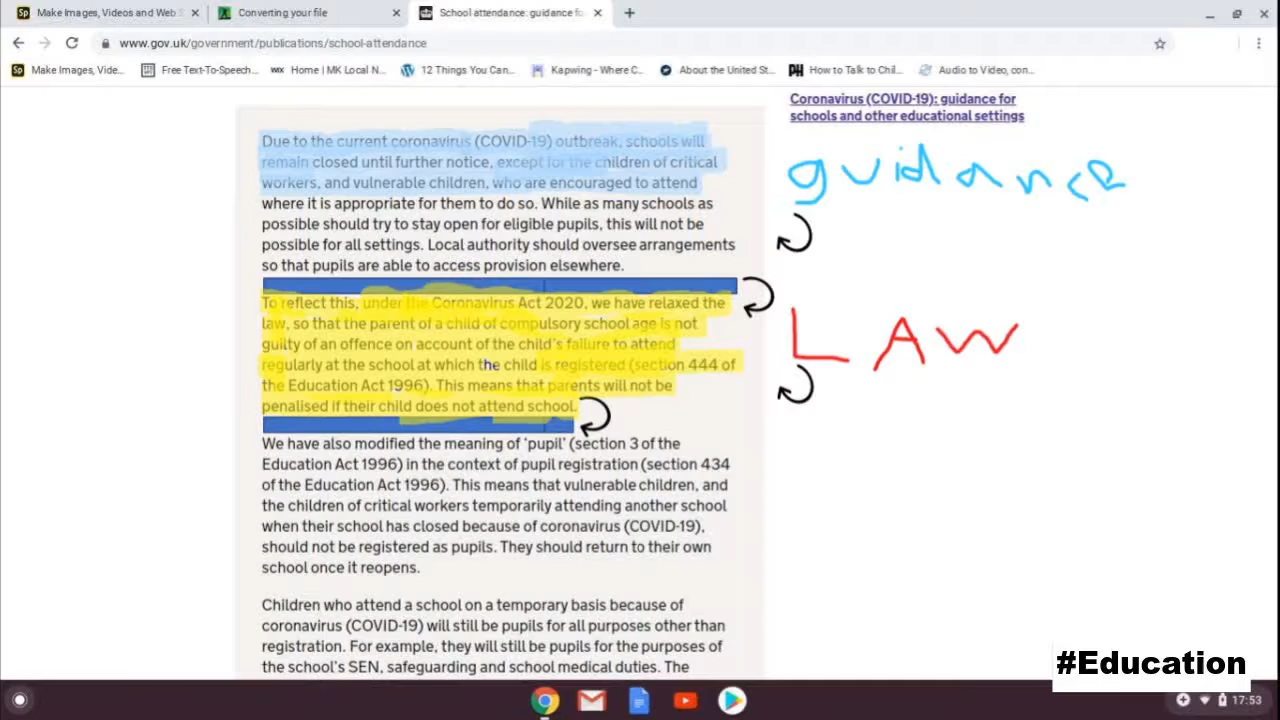 Make Images, Videos and Web S
Converting your file
School attendance: guidance fo
www.gov.uk/government/publications/school-attendance
Make Images, Vide...
Free Text-To-Speech...
Home | MK Local N...
12 Things You Can...
Kapwing - Where C...
About the United St...
How to Talk to Chil...
Audio to Video, con...
Coronavirus (COVID-19): guidance for
schools and other educational settings
Due to the current coronavirus (COVID-19) outbreak, schools will
remain closed until further notice, except for the children of critical
workers, and vulnerable children, who are encouraged to attend
where it is appropriate for them to do so. While as many schools as
possible should try to stay open for eligible pupils, this will not be
possible for all settings. Local authority should oversee arrangements
so that pupils are able to access provision elsewhere.
guidance
To reflect this, under the Coronavirus Act 2020, we have relaxed the
law, so that the parent of a child of compulsory school age is not
guilty of an offence on account of the child's failure to attend
regularly at the school at which the child is registered (section 444 of
the Education Act 1996). This means that parents will not be
penalised if their child does not attend school.
LAW
We have also modified the meaning of 'pupil' (section 3 of the
Education Act 1996) in the context of pupil registration (section 434
of the Education Act 1996). This means that vulnerable children, and
the children of critical workers temporarily attending another school
when their school has closed because of coronavirus (COVID-19),
should not be registered as pupils. They should return to their own
school once it reopens.
Children who attend a school on a temporary basis because of
coronavirus (COVID-19) will still be pupils for all purposes other than
registration. For example, they will still be pupils for the purposes of
the school's SEN, safeguarding and school medical duties. The
#Education
17:53